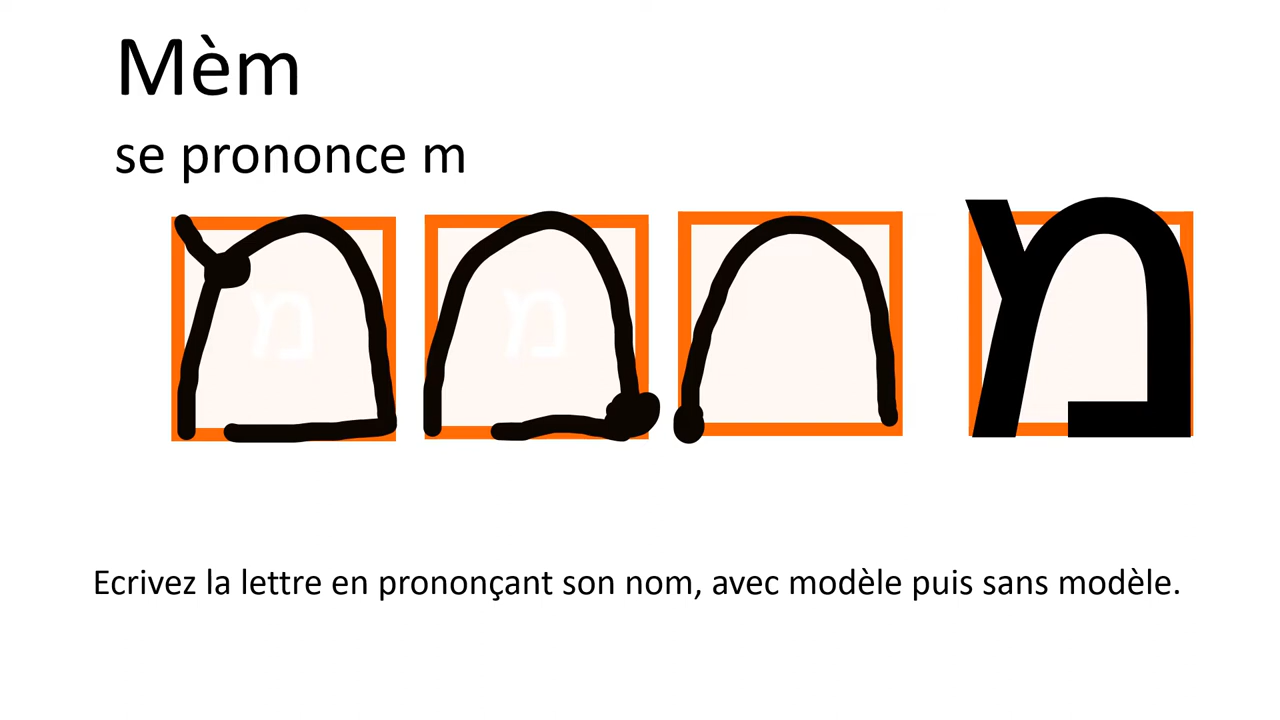 Mèm
se prononce m
מ מ מ
Ecrivez la lettre en prononçant son nom, avec modèle puis sans modèle.